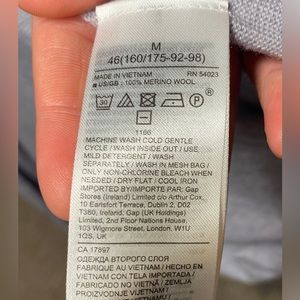 M
46(160/175-92-98)
MADE IN VIETNAM RN 54023
US/GB: 100% MERINO WOOL
30
P
1166
MACHINE WASH COLD GENTLE
CYCLE / WASH INSIDE OUT / USE
MILD DETERGENT / WASH
SEPARATELY / WASH IN MESH BAG /
ONLY NON-CHLORINE BLEACH WHEN
NEEDED / DRY FLAT / COOL IRON
IMPORTED BY/IMPORTE PAR: Gap
Stores (Ireland) Limited c/o Arthur Cox,
10 Earlsfort Terrace, Dublin 2, D02
T380, Ireland, Gap (UK Holdings)
Limited, 2nd Floor Nations House,
103 Wigmore Street, London, W1U
1QS, UK
CA 17897
ОДЕЖДА ВТОРОГО СЛОЯ
FABRIQUÉ AU VIETNAM / HECHO EN
VIETNAM CON TELA IMPORTADA /
FABRIQUE AU VIETNAM / ZEMLJA
PROIZVODNJE VIJETNAM /